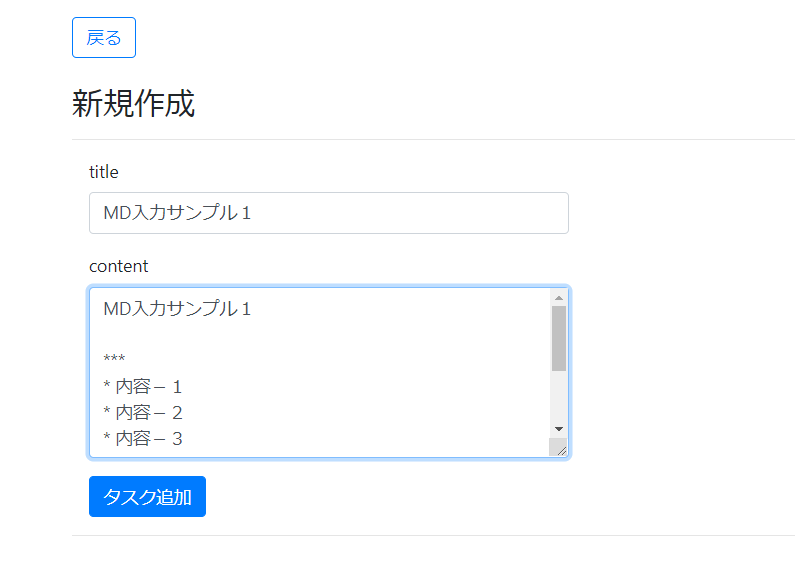 戻る
新規作成
title
MD入力サンプル１
content
MD入力サンプル１
***
* 内容－１
* 内容－２
* 内容－３
タスク追加